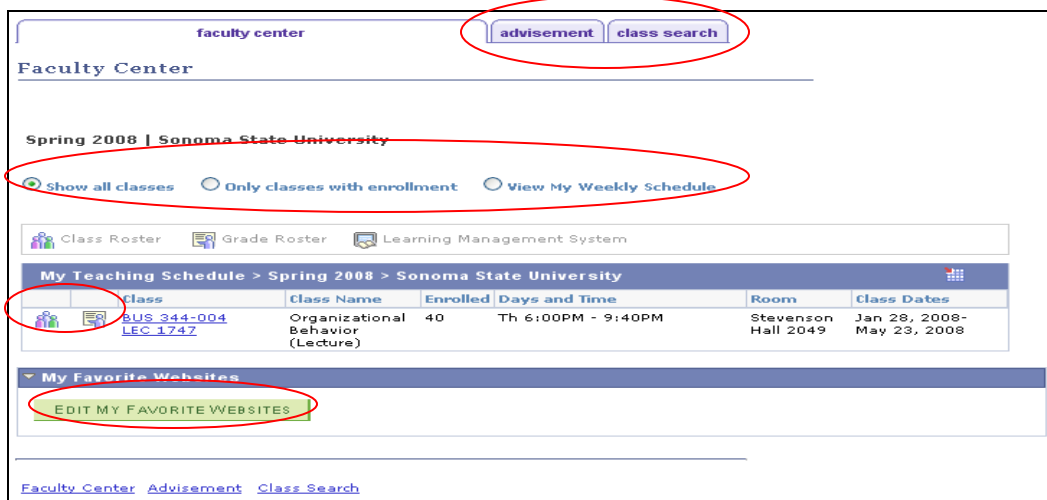 faculty center advisement class search
Faculty Center
Spring 2008 | Sonoma State University
Show all classes Only classes with enrollment View My Weekly Schedule
Class Roster Grade Roster Learning Management System
My Teaching Schedule > Spring 2008 > Sonoma State University
Class Class Name Enrolled Days and Time Room Class Dates
BUS 344-004 Organizational 40 Th 6:00PM - 9:40PM Stevenson Jan 28, 2008-
LEC 1747 Behavior Hall 2049 May 23, 2008
(Lecture)
My Favorite Websites
EDIT MY FAVORITE WEBSITES
Faculty Center Advisement Class Search